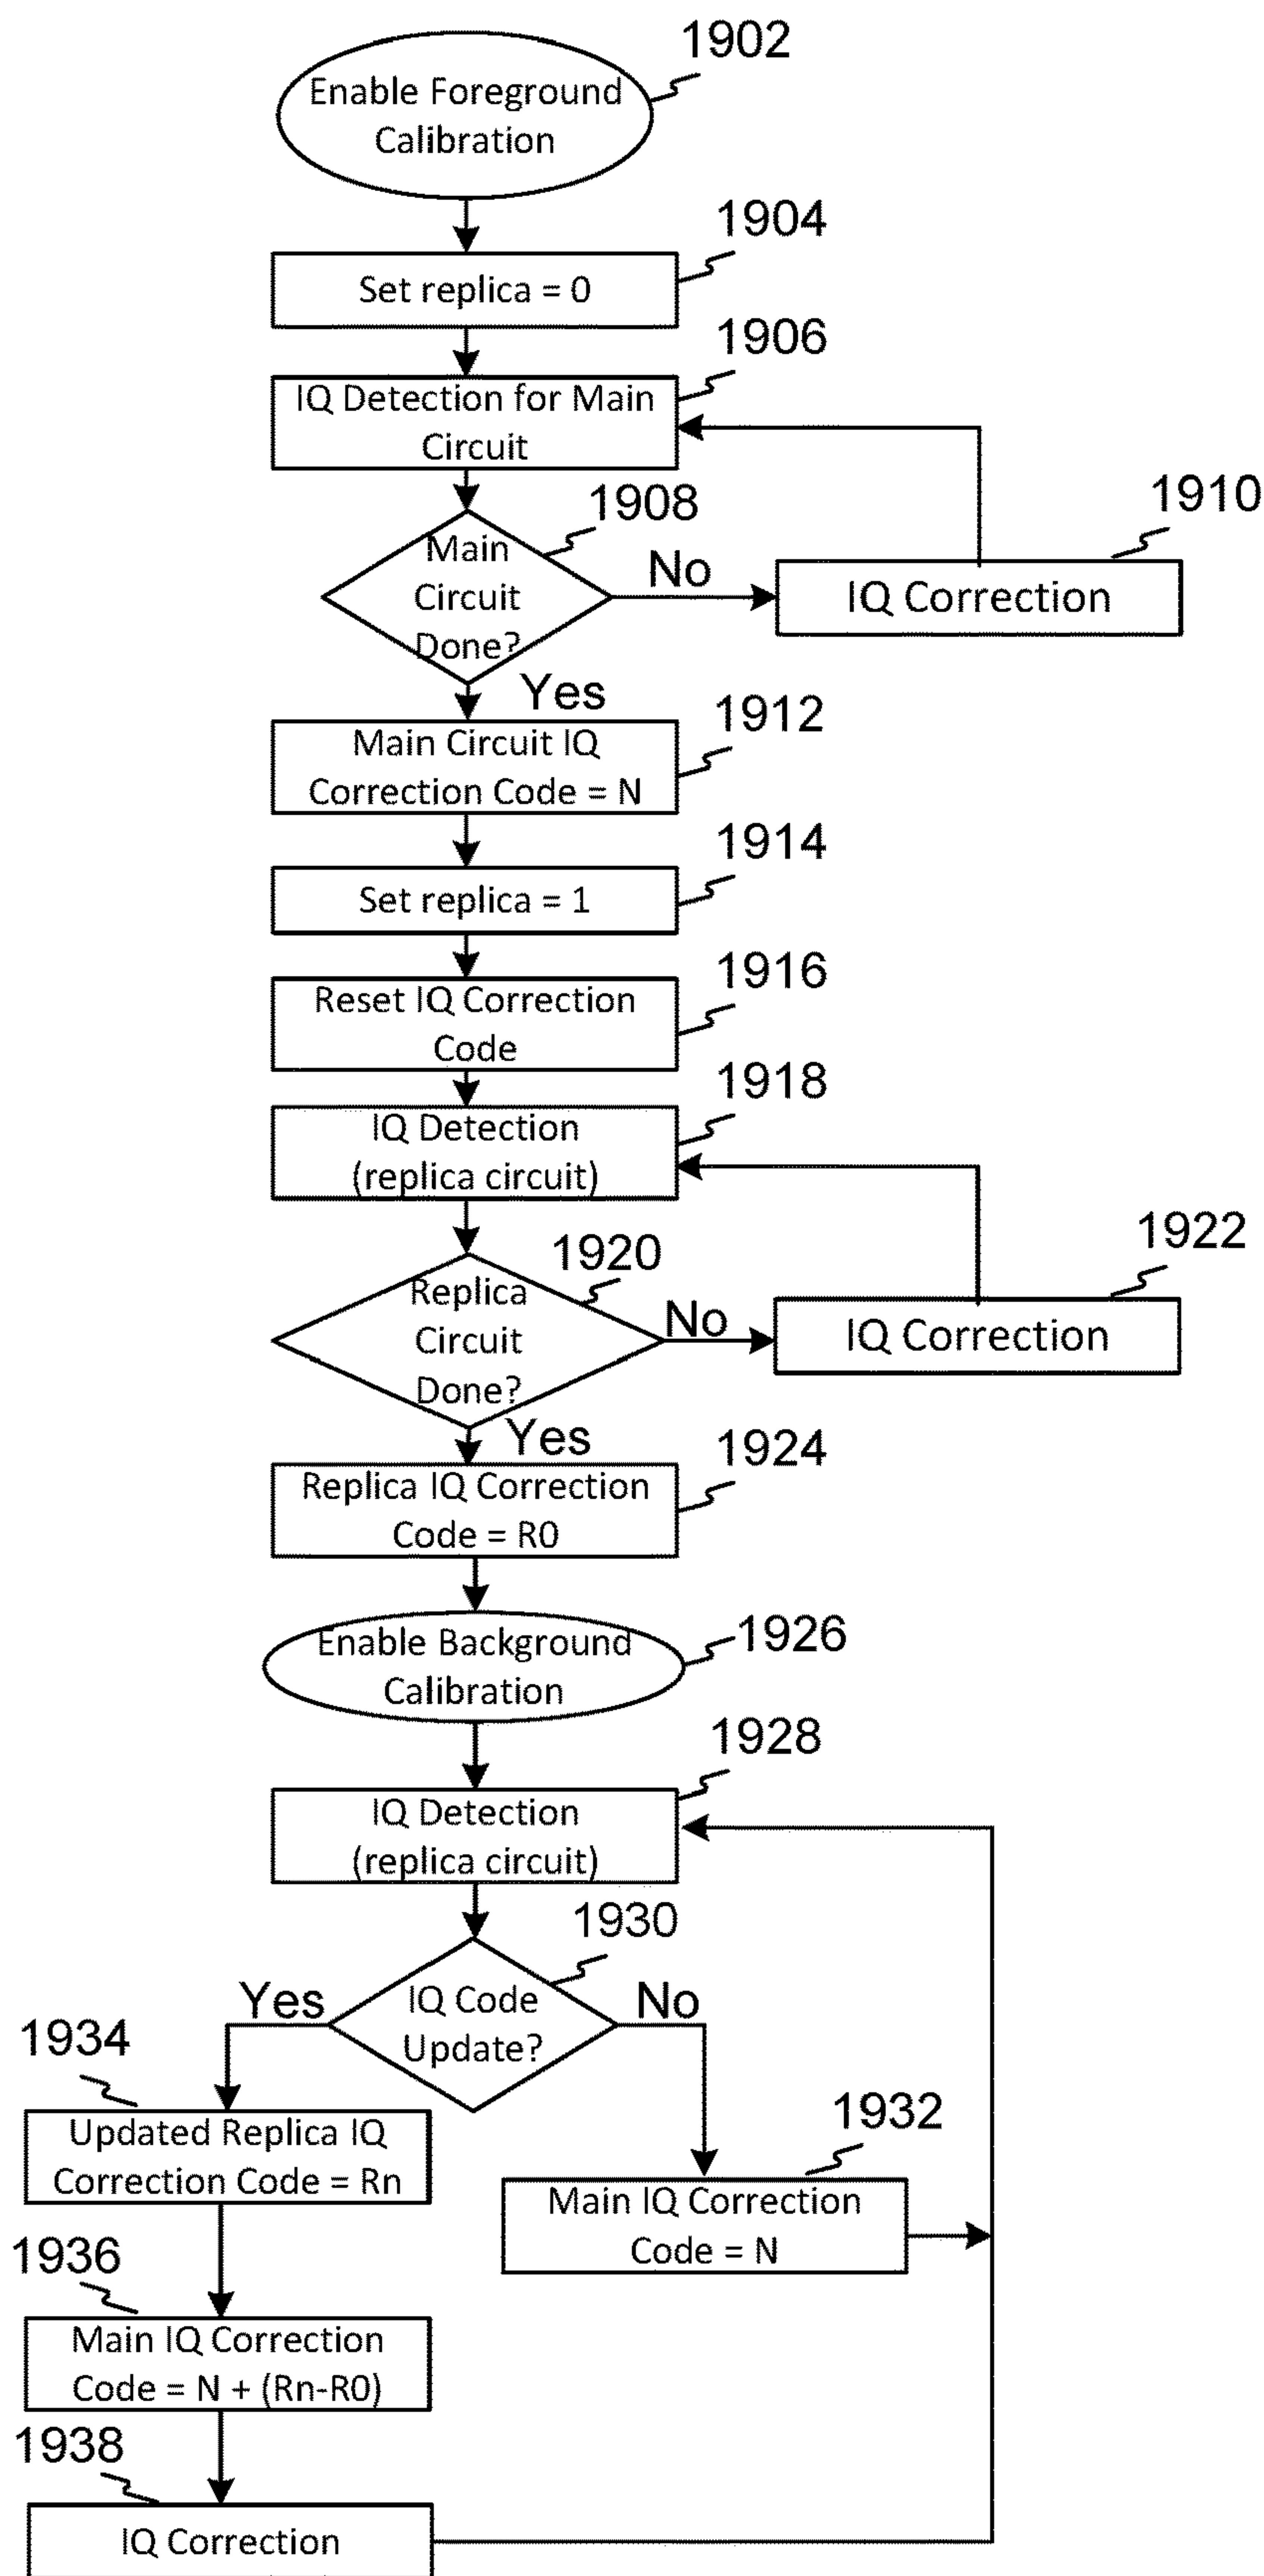 1902
Enable Foreground
Calibration
1904
Set replica = 0
1906
IQ Detection for Main
Circuit
1908
Main
Circuit
Done?
No
1910
IQ Correction
Yes
1912
Main Circuit IQ
Correction Code = N
1914
Set replica = 1
1916
Reset IQ Correction
Code
1918
IQ Detection
(replica circuit)
1920
Replica
Circuit
Done?
No
1922
IQ Correction
Yes
1924
Replica IQ Correction
Code = R0
1926
Enable Background
Calibration
1928
IQ Detection
(replica circuit)
1930
IQ Code
Update?
Yes
No
1934
Updated Replica IQ
Correction Code = Rn
1932
Main IQ Correction
Code = N
1936
Main IQ Correction
Code = N + (Rn-R0)
1938
IQ Correction